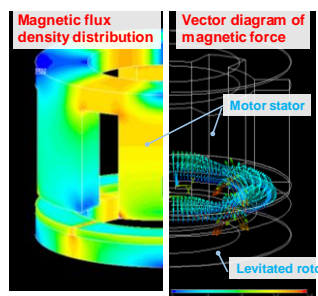 Magnetic flux
density distribution
Vector diagram of
magnetic force
Motor stator
Levitated roto